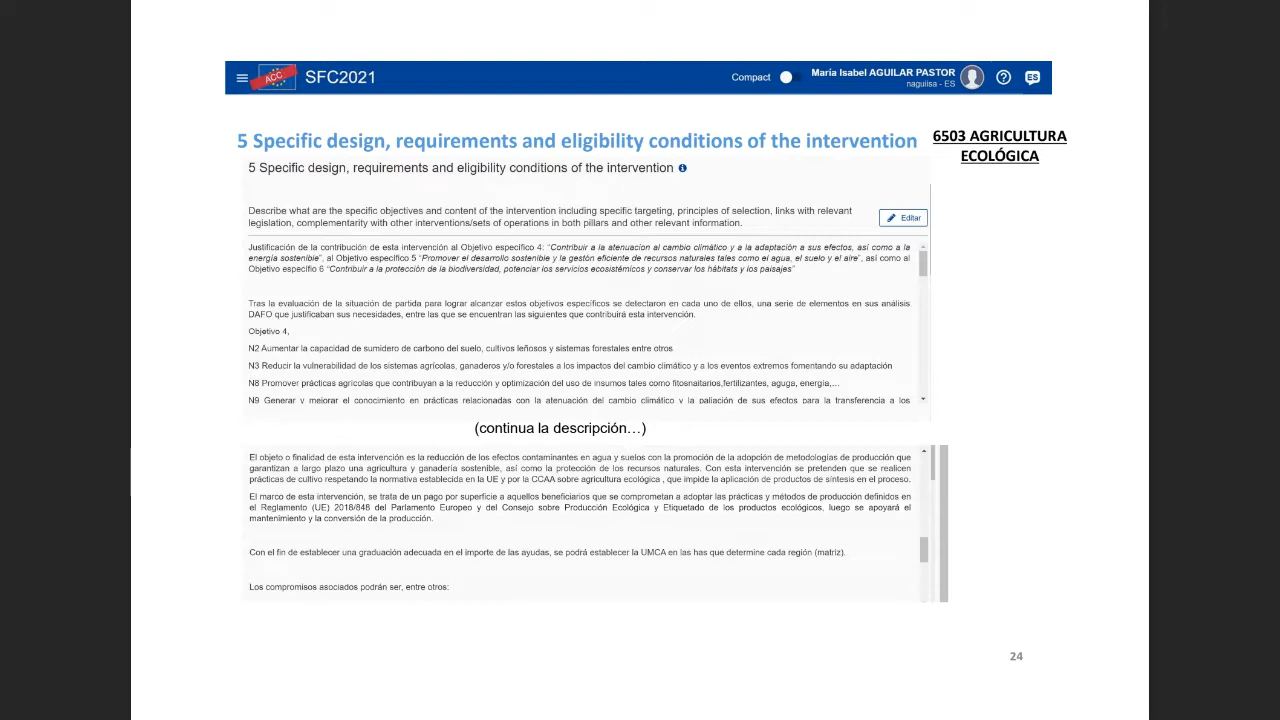 ACC SFC2021 Compact María Isabel AGUILAR PASTOR
naguilsa - ES
ES
5 Specific design, requirements and eligibility conditions of the intervention
6503 AGRICULTURA
ECOLÓGICA
5 Specific design, requirements and eligibility conditions of the intervention
Describe what are the specific objectives and content of the intervention including specific targeting, principles of selection, links with relevant
legislation, complementarity with other interventions/sets of operations in both pillars and other relevant information.
Editar
Justificación de la contribución de esta intervención al Objetivo específico 4: “Contribuir a la atenuacion al cambio climático y a la adaptación a sus efectos, así como a la
energía sostenible”, al Objetivo específico 5 “Promover el desarrollo sostenible y la gestón eficiente de recursos naturales tales como el agua, el suelo y el aire”, así como al
Objetivo especifio 6 “Contribuir a la protección de la biodiversidad, potenciar los servicios ecosistémicos y conservar los hábitats y los paisajes”
Tras la evaluación de la situación de partida para lograr alcanzar estos objetivos específicos se detectaron en cada uno de ellos, una serie de elementos en sus análisis
DAFO que justificaban sus necesidades, entre las que se encuentran las siguientes que contribuirá esta intervención.
Objetivo 4,
N2 Aumentar la capacidad de sumidero de carbono del suelo, cultivos leñosos y sistemas forestales entre otros
N3 Reducir la vulnerabilidad de los sistemas agrícolas, ganaderos y/o forestales a los impactos del cambio climático y a los eventos extremos fomentando su adaptación
N8 Promover prácticas agrícolas que contribuyan a la reducción y optimización del uso de insumos tales como fitosnaitarios,fertilizantes, aguga, energía,…
N9 Generar y mejorar el conocimiento en prácticas relacionadas con la atenuación del cambio climático y la paliación de sus efectos para la transferencia a los
(continua la descripción…)
El objeto o finalidad de esta intervención es la reducción de los efectos contaminantes en agua y suelos con la promoción de la adopción de metodologías de producción que
garantizan a largo plazo una agricultura y ganadería sostenible, así como la protección de los recursos naturales. Con esta intervención se pretenden que se realicen
prácticas de cultivo respetando la normativa establecida en la UE y por la CCAA sobre agricultura ecológica , que impide la aplicación de productos de síntesis en el proceso.
El marco de esta intervención, se trata de un pago por superficie a aquellos beneficiarios que se comprometan a adoptar las prácticas y métodos de producción definidos en
el Reglamento (UE) 2018/848 del Parlamento Europeo y del Consejo sobre Producción Ecológica y Etiquetado de los productos ecológicos, luego se apoyará el
mantenimiento y la conversión de la producción.
Con el fin de establecer una graduación adecuada en el importe de las ayudas, se podrá establecer la UMCA en las has que determine cada región (matriz).
Los compromisos asociados podrán ser, entre otros:
24